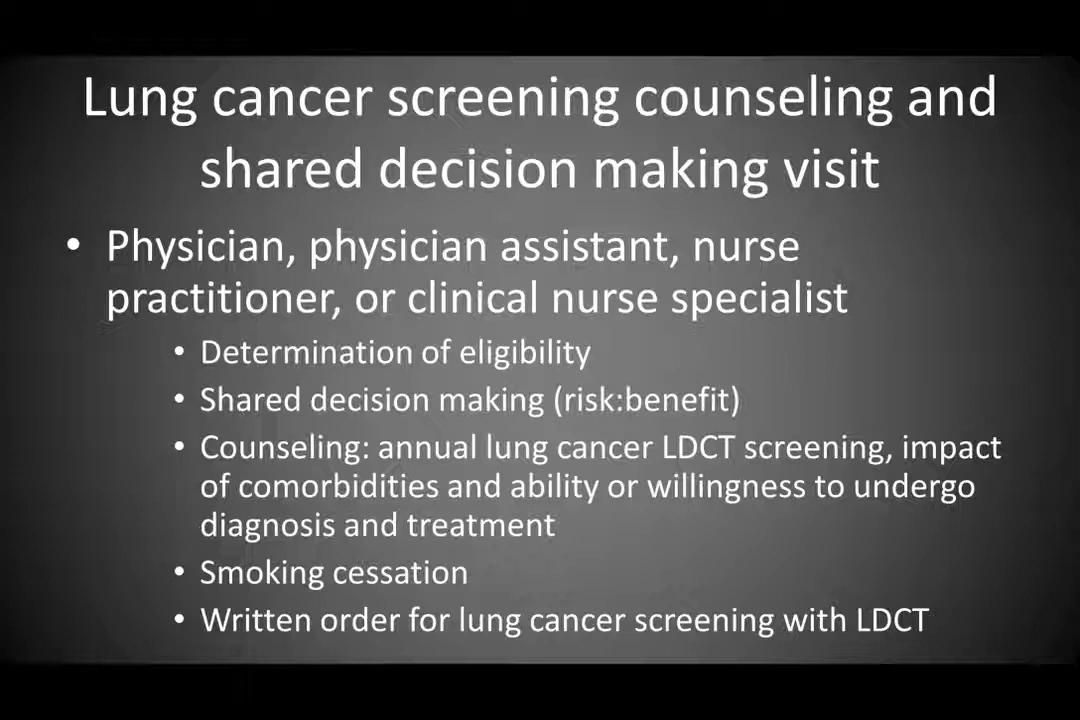 Lung cancer screening counseling and
shared decision making visit
• Physician, physician assistant, nurse
practitioner, or clinical nurse specialist
• Determination of eligibility
• Shared decision making (risk:benefit)
• Counseling: annual lung cancer LDCT screening, impact
of comorbidities and ability or willingness to undergo
diagnosis and treatment
• Smoking cessation
• Written order for lung cancer screening with LDCT